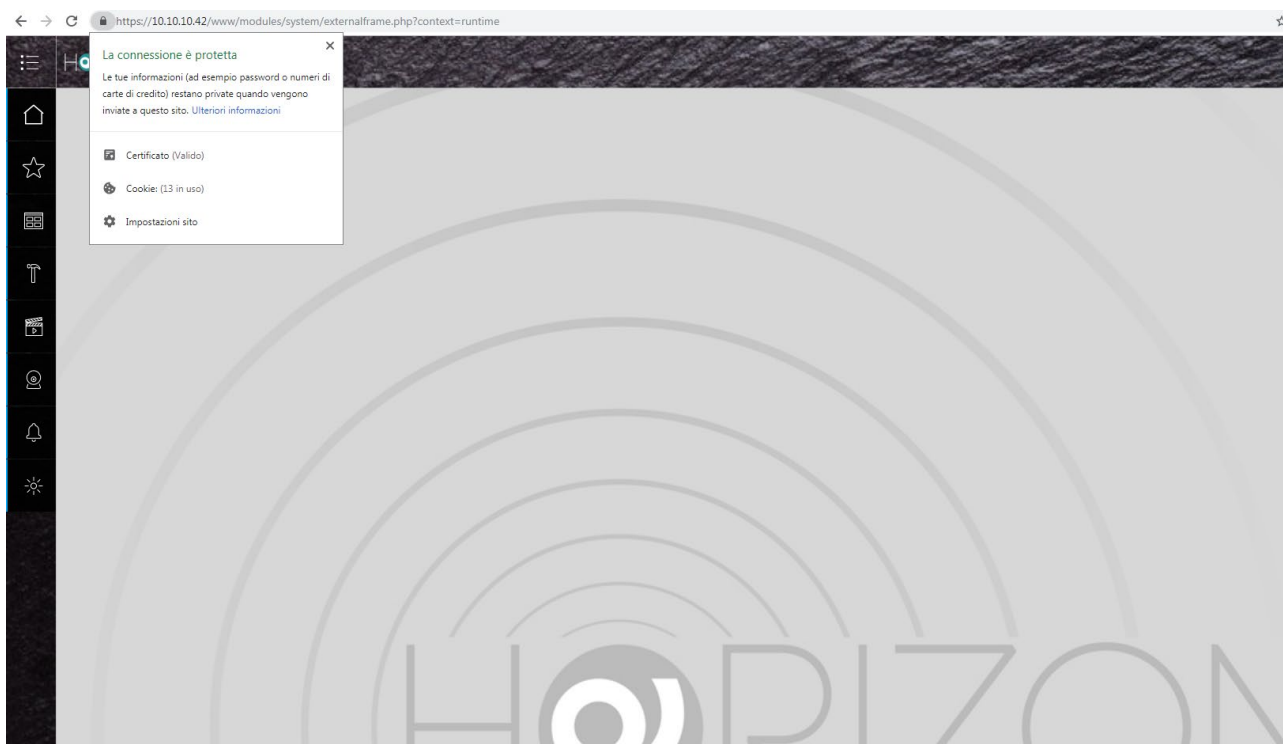 https://10.10.10.42/www/modules/system/externalframe.php?context=runtime
La connessione è protetta
Le tue informazioni (ad esempio password o numeri di
carte di credito) restano private quando vengono
inviate a questo sito. Ulteriori informazioni
Certificato (Valido)
Cookie: (13 in uso)
Impostazioni sito
HORIZON